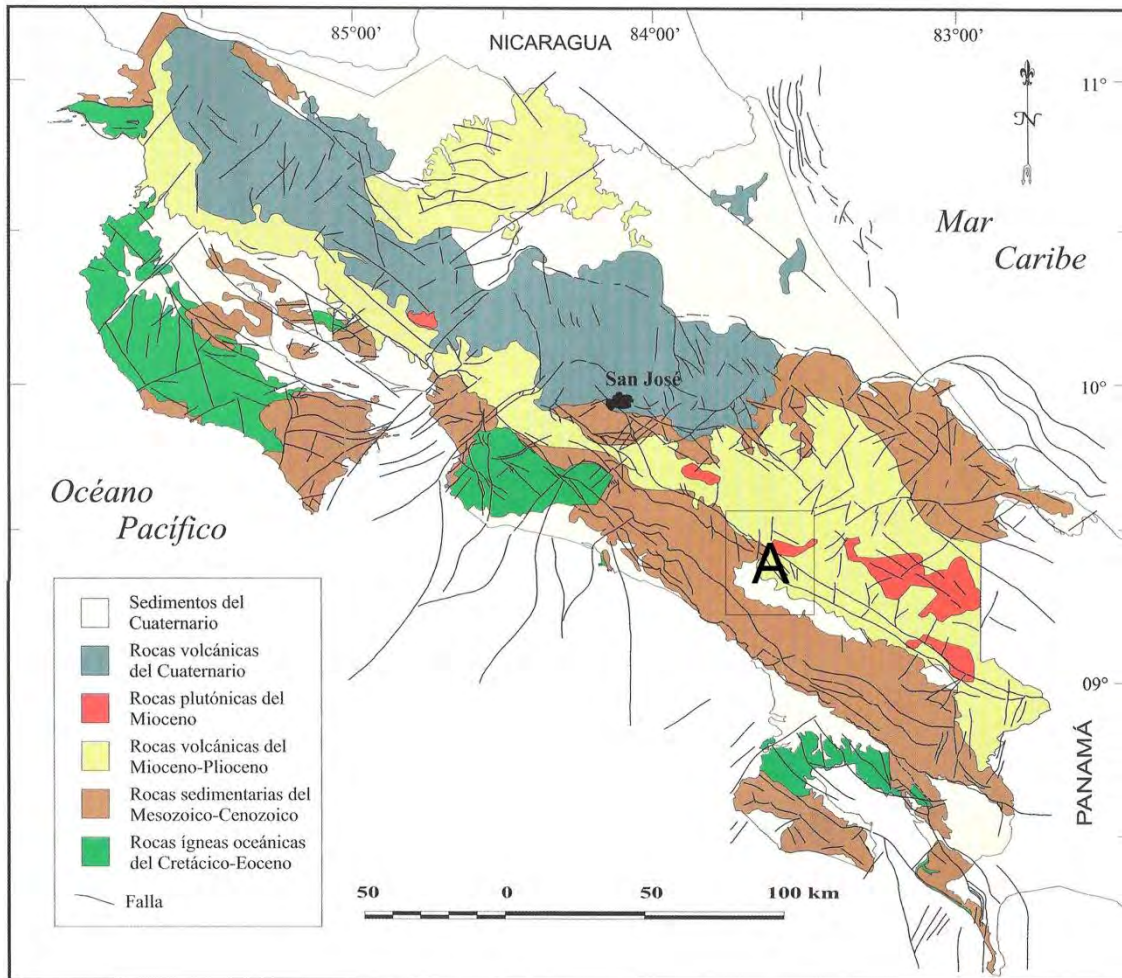 85°00'
84°00'
83°00'
NICARAGUA
11°
N
Mar
Caribe
San José
10°
Océano
Pacífico
A
09°
PANAMÁ
Sedimentos del
Cuaternario
Rocas volcánicas
del Cuaternario
Rocas plutónicas del
Mioceno
Rocas volcánicas del
Mioceno-Plioceno
Rocas sedimentarias del
Mesozoico-Cenozoico
Rocas ígneas oceánicas
del Cretácico-Eoceno
Falla
50 0 50 100 km